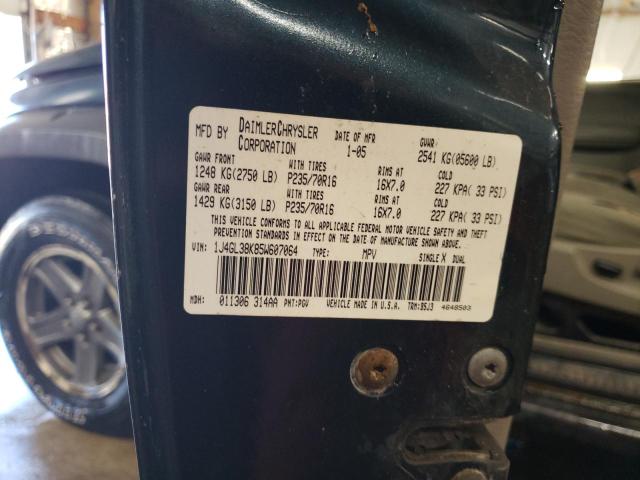 MFD BY DAIMLERCHRYSLER CORPORATION DATE OF MFR 1-05 GVWR 2541 KG(05600 LB)
GAWR FRONT WITH TIRES RIMS AT COLD
1248 KG(2750 LB) P235/70R16 16X7.0 227 KPA( 33 PSI)
GAWR REAR WITH TIRES RIMS AT COLD
1429 KG(3150 LB) P235/70R16 16X7.0 227 KPA( 33 PSI)
THIS VEHICLE CONFORMS TO ALL APPLICABLE FEDERAL MOTOR VEHICLE SAFETY AND THEFT
PREVENTION STANDARDS IN EFFECT ON THE DATE OF MANUFACTURE SHOWN ABOVE.
VIN: 1J4GL38K85W607064 TYPE: MPV SINGLE X DUAL
MDH: 011306 314AA PNT:PGV VEHICLE MADE IN U.S.A. TRM:B5J3 4648503